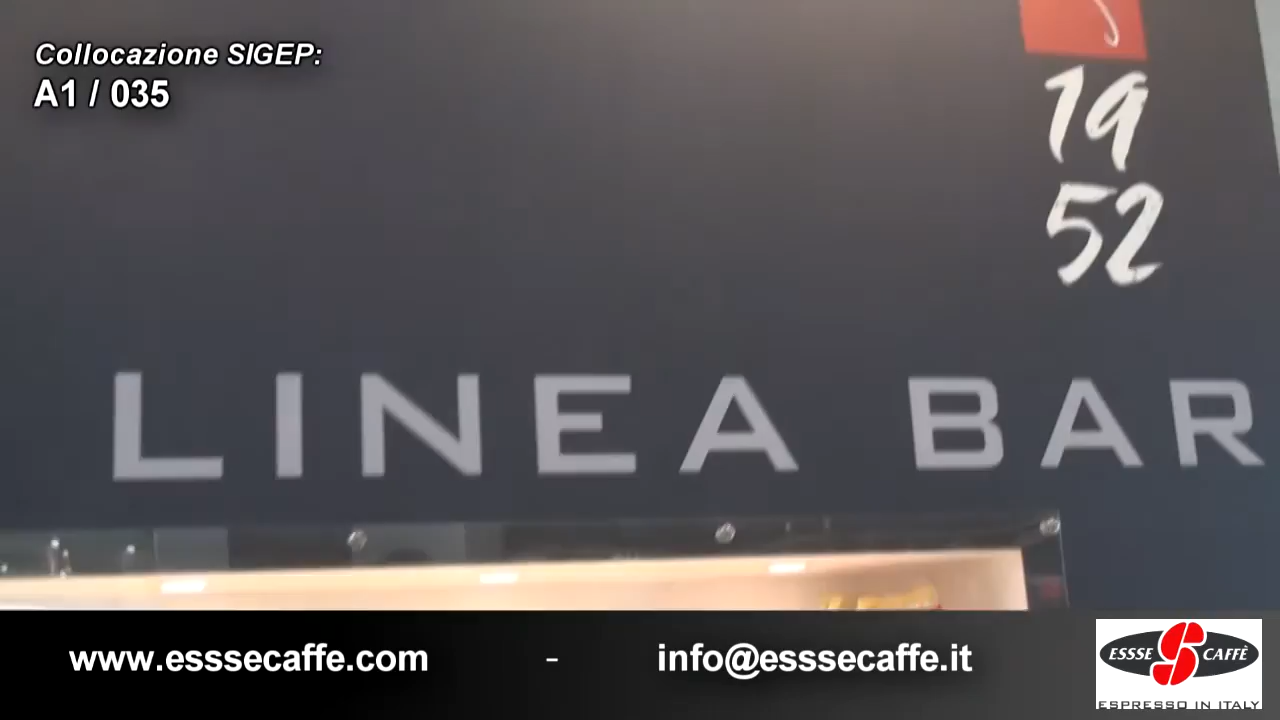 Collocazione SIGEP:
A1 / 035
19
52
LINEA BAR
www.esssecaffe.com - info@esssecaffe.it
ESSSE CAFFÈ
ESPRESSO IN ITALY